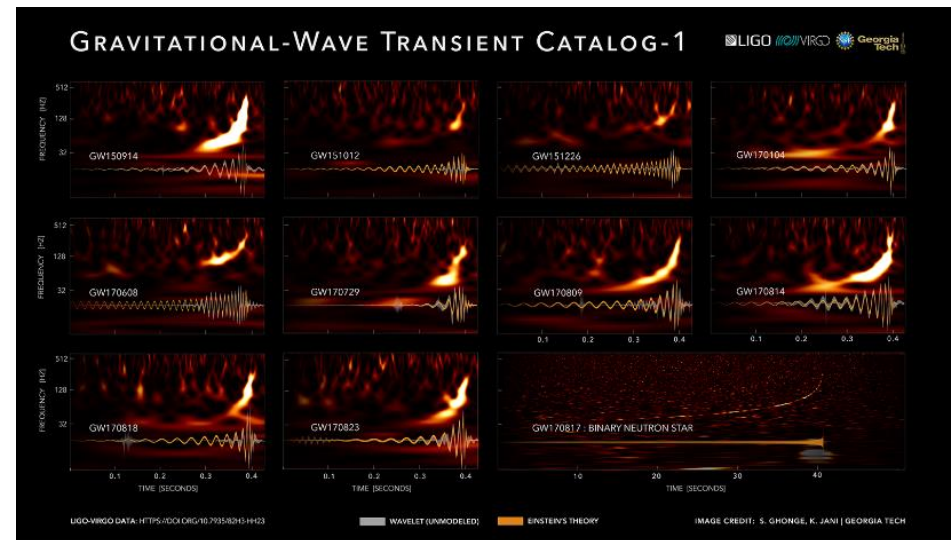 GRAVITATIONAL-WAVE TRANSIENT CATALOG-1
LIGO VIRGO Georgia Tech
FREQUENCY [HZ]
512
128
32
GW150914
GW151012
GW151226
GW170104
FREQUENCY [HZ]
512
128
32
GW170608
GW170729
GW170809
GW170814
0.1 0.2 0.3 0.4
0.1 0.2 0.3 0.4
FREQUENCY [HZ]
512
128
32
GW170818
GW170823
GW170817 : BINARY NEUTRON STAR
0.1 0.2 0.3 0.4
0.1 0.2 0.3 0.4
10 20 30 40
TIME [SECONDS]
TIME [SECONDS]
TIME [SECONDS]
LIGO-VIRGO DATA: HTTPS://DOI.ORG/10.7935/82H3-HH23
WAVELET (UNMODELED)
EINSTEIN'S THEORY
IMAGE CREDIT: S. GHONGE, K. JANI | GEORGIA TECH